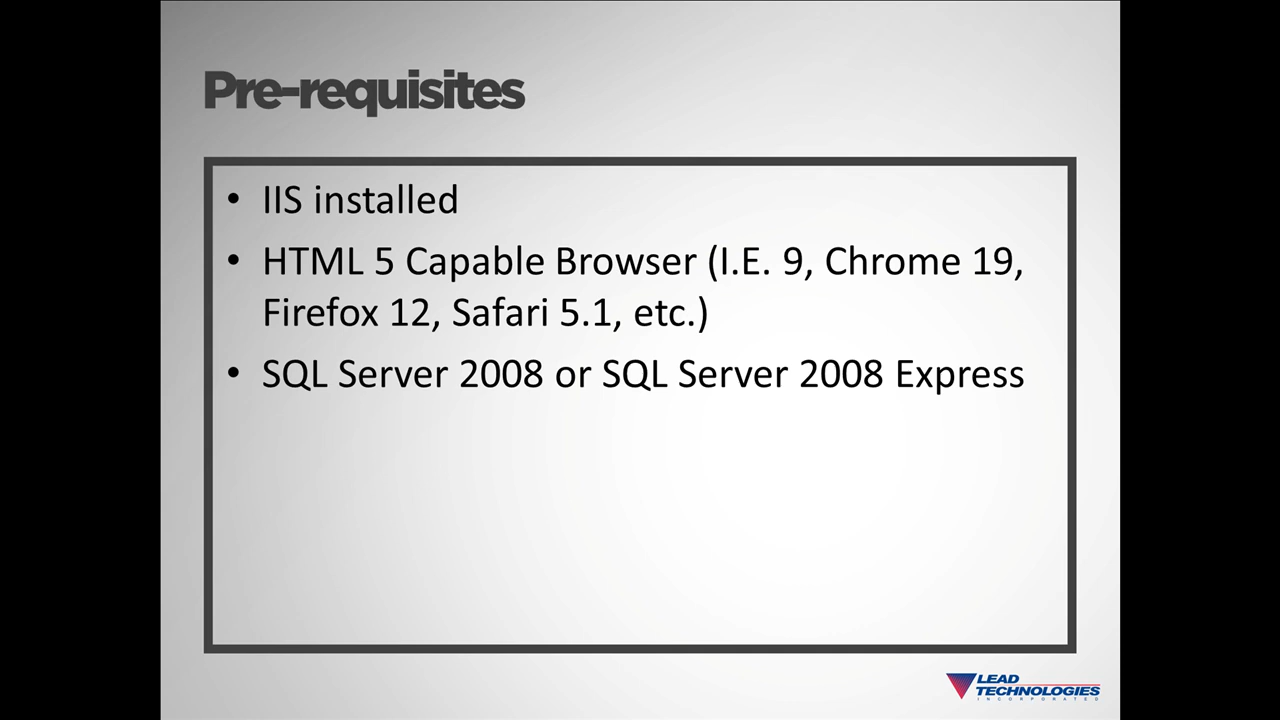 Pre-requisites
• IIS installed
• HTML 5 Capable Browser (I.E. 9, Chrome 19,
Firefox 12, Safari 5.1, etc.)
• SQL Server 2008 or SQL Server 2008 Express
LEAD
TECHNOLOGIES
INCORPORATED